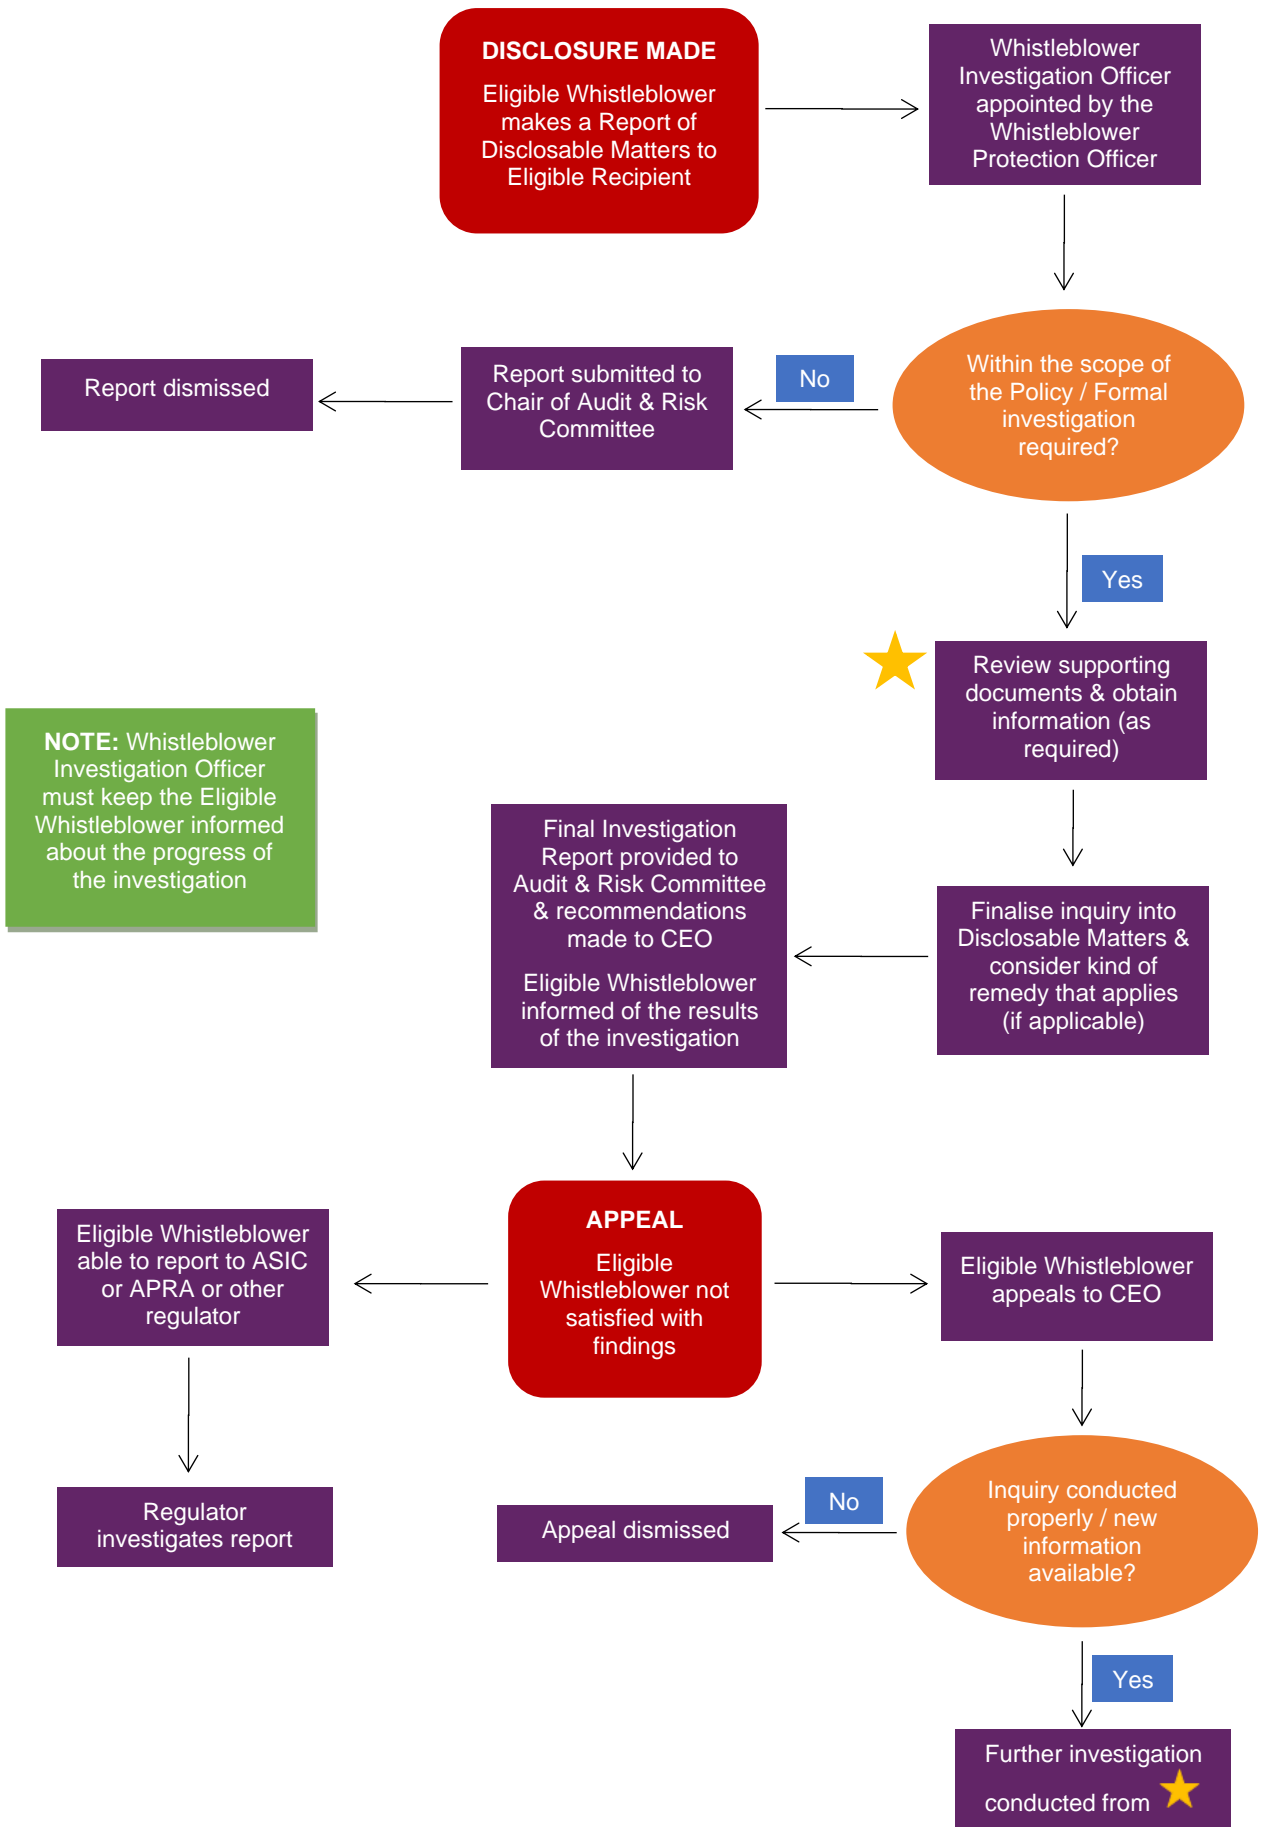 DISCLOSURE MADE
Eligible Whistleblower
makes a Report of
Disclosable Matters to
Eligible Recipient
Whistleblower
Investigation Officer
appointed by the
Whistleblower
Protection Officer
Within the scope of
the Policy / Formal
investigation
required?
No
Report submitted to
Chair of Audit & Risk
Committee
Report dismissed
Yes
Review supporting
documents & obtain
information (as
required)
NOTE: Whistleblower
Investigation Officer
must keep the Eligible
Whistleblower informed
about the progress of
the investigation
Finalise inquiry into
Disclosable Matters &
consider kind of
remedy that applies
(if applicable)
Final Investigation
Report provided to
Audit & Risk Committee
& recommendations
made to CEO
Eligible Whistleblower
informed of the results
of the investigation
APPEAL
Eligible
Whistleblower not
satisfied with
findings
Eligible Whistleblower
able to report to ASIC
or APRA or other
regulator
Regulator
investigates report
Eligible Whistleblower
appeals to CEO
Inquiry conducted
properly / new
information
available?
No
Appeal dismissed
Yes
Further investigation
conducted from